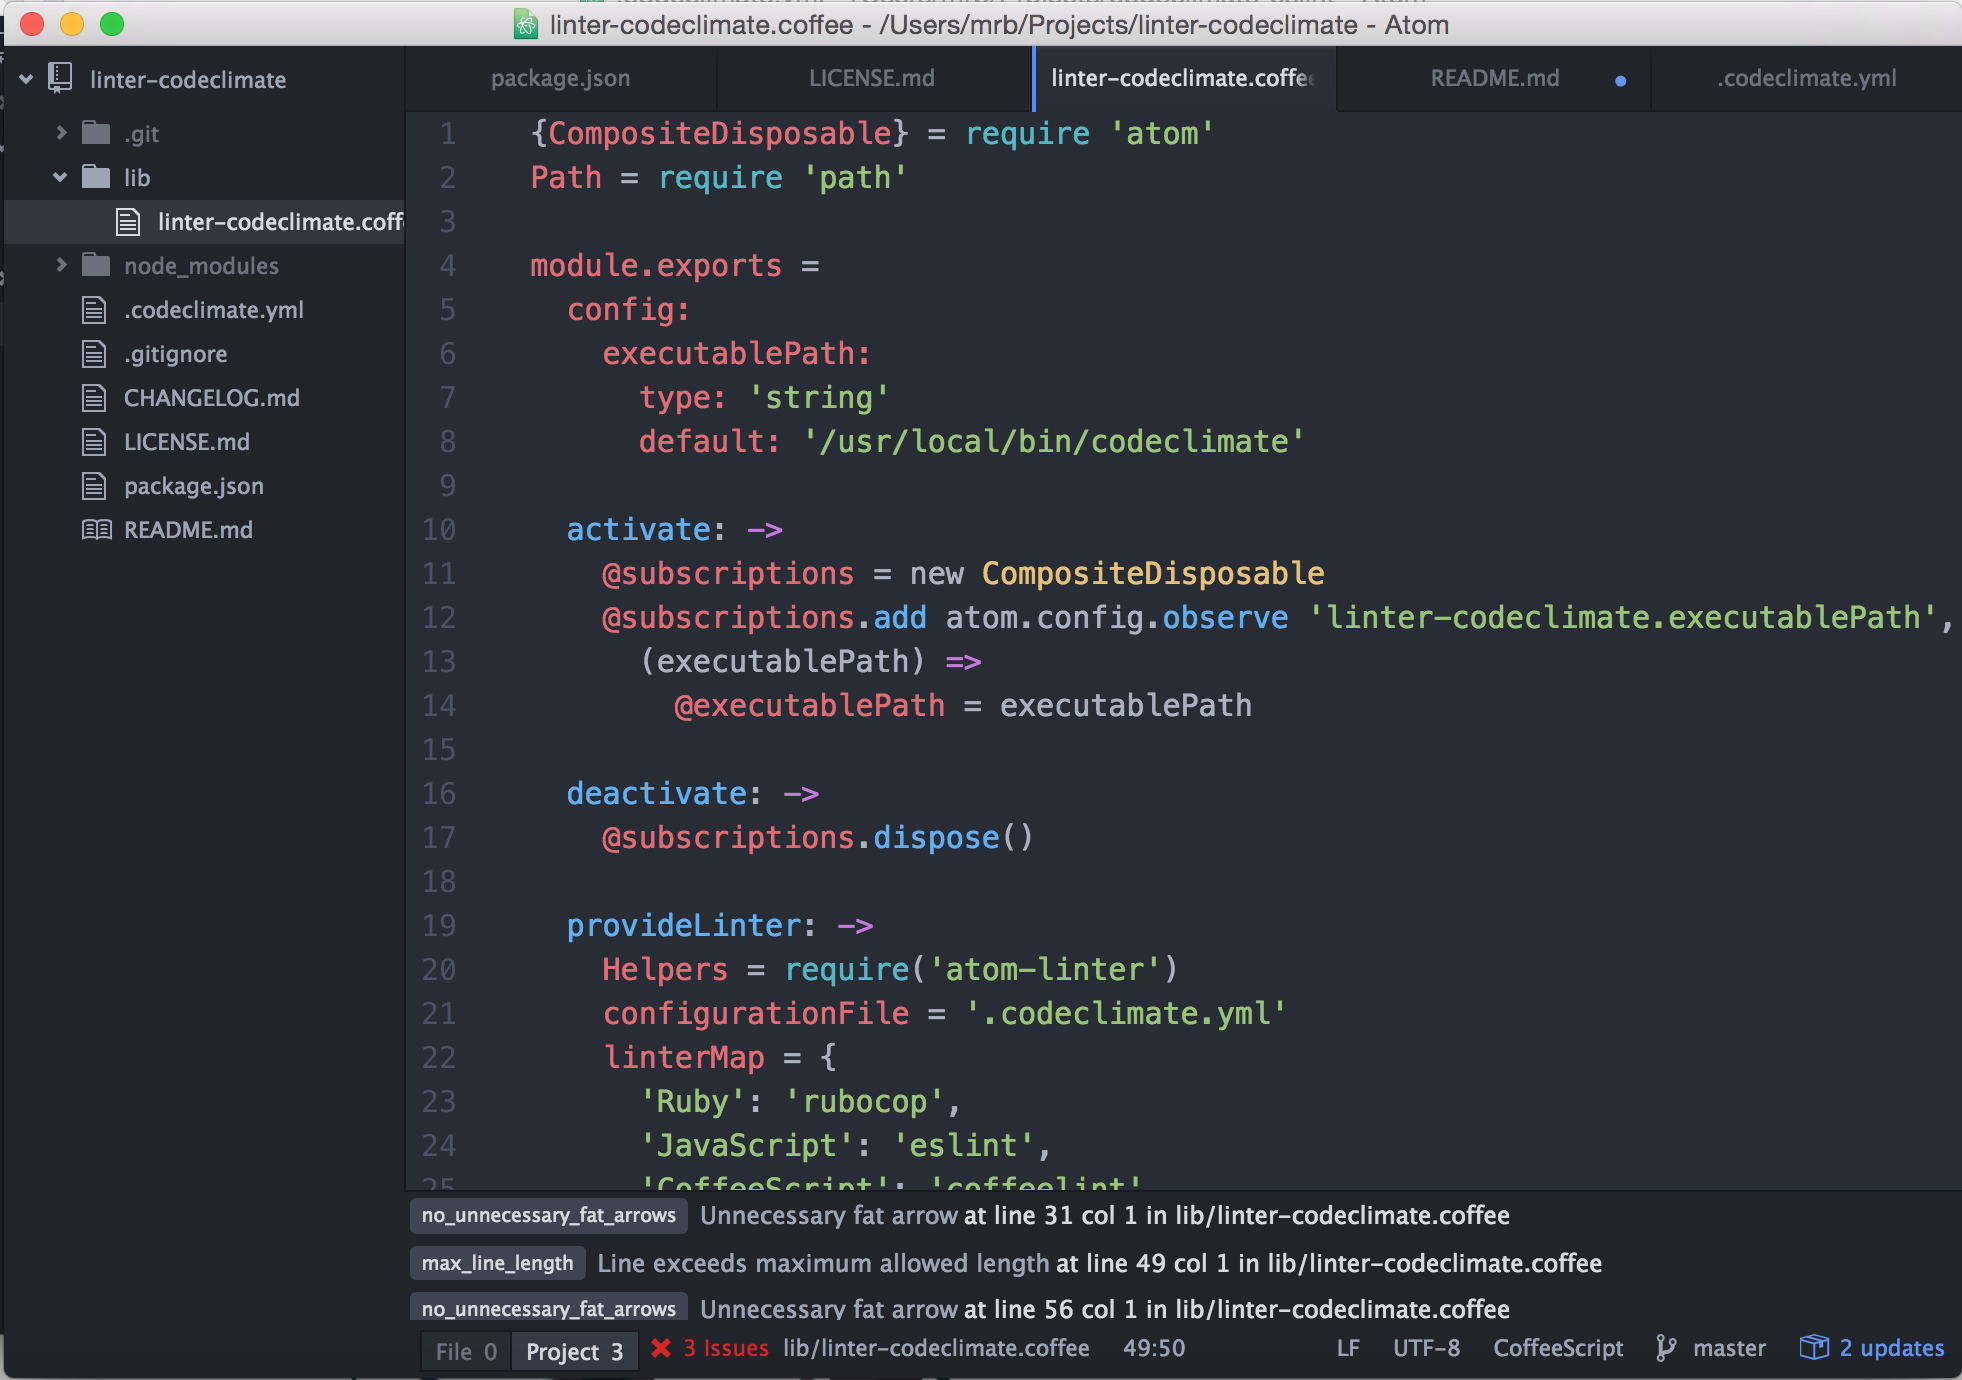 linter-codeclimate.coffee - /Users/mrb/Projects/linter-codeclimate - Atom
linter-codeclimate
.git
lib
linter-codeclimate.coff
node_modules
.codeclimate.yml
.gitignore
CHANGELOG.md
LICENSE.md
package.json
README.md
package.json
LICENSE.md
linter-codeclimate.coffee
README.md
.codeclimate.yml
1 {CompositeDisposable} = require 'atom'
2 Path = require 'path'
3
4 module.exports =
5 config:
6 executablePath:
7 type: 'string'
8 default: '/usr/local/bin/codeclimate'
9
10 activate: ->
11 @subscriptions = new CompositeDisposable
12 @subscriptions.add atom.config.observe 'linter-codeclimate.executablePath',
13 (executablePath) =>
14 @executablePath = executablePath
15
16 deactivate: ->
17 @subscriptions.dispose()
18
19 provideLinter: ->
20 Helpers = require('atom-linter')
21 configurationFile = '.codeclimate.yml'
22 linterMap = {
23 'Ruby': 'rubocop',
24 'JavaScript': 'eslint',
25 'CoffeeScript': 'coffeelint'
no_unnecessary_fat_arrows Unnecessary fat arrow at line 31 col 1 in lib/linter-codeclimate.coffee
max_line_length Line exceeds maximum allowed length at line 49 col 1 in lib/linter-codeclimate.coffee
no_unnecessary_fat_arrows Unnecessary fat arrow at line 56 col 1 in lib/linter-codeclimate.coffee
File 0 Project 3 3 Issues lib/linter-codeclimate.coffee 49:50 LF UTF-8 CoffeeScript master 2 updates